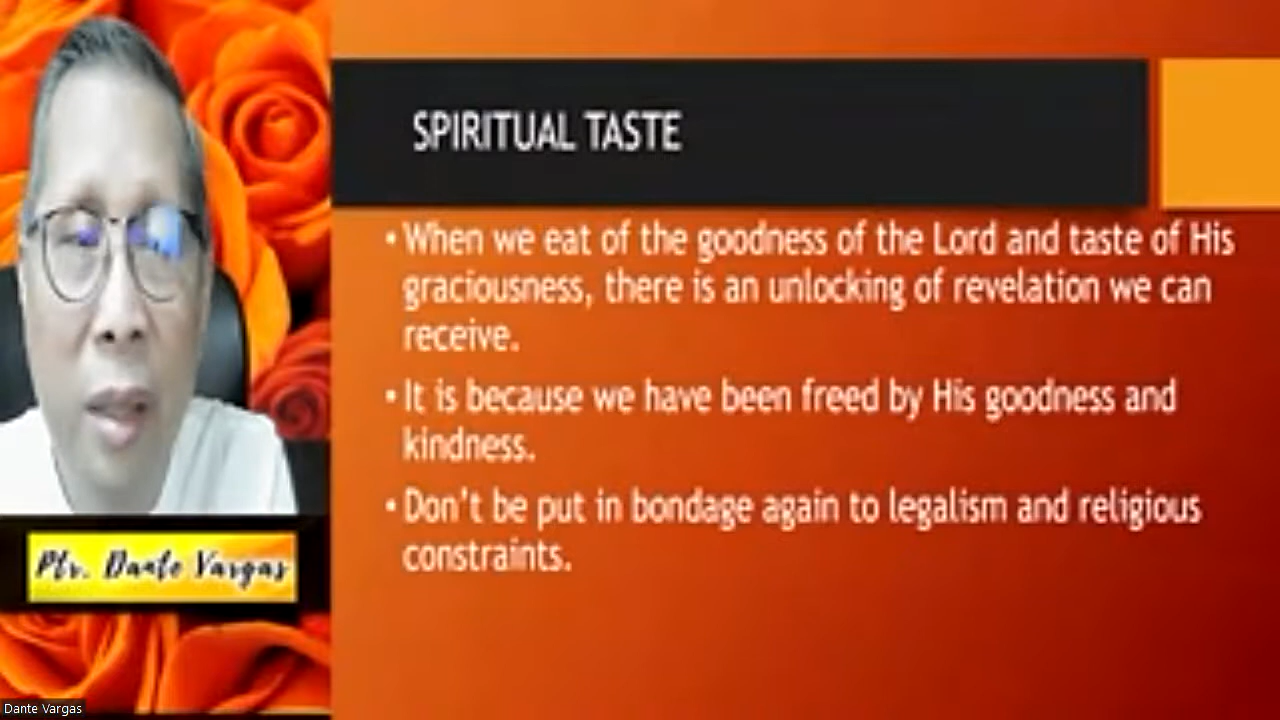 SPIRITUAL TASTE
• When we eat of the goodness of the Lord and taste of His
graciousness, there is an unlocking of revelation we can
receive.
• It is because we have been freed by His goodness and
kindness.
• Don't be put in bondage again to legalism and religious
constraints.
Ptr. Dante Vargas
Dante Vargas